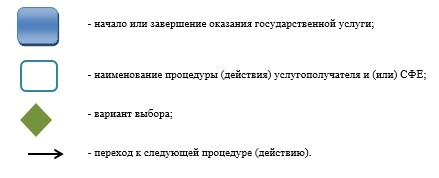 - начало или завершение оказания государственной услуги;
- наименование процедуры (действия) услугополучателя и (или) СФЕ;
- вариант выбора;
- переход к следующей процедуре (действию).